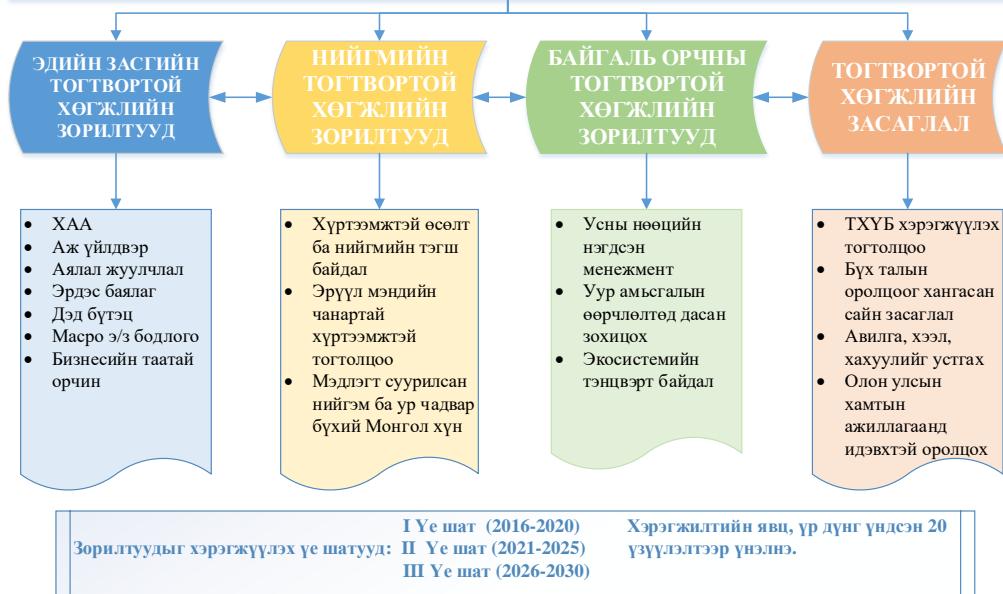 ЭДИЙН ЗАСГИЙН
ТОГТВОРТОЙ
ХӨГЖЛИЙН
ЗОРИЛТУУД
НИЙГМИЙН
ТОГТВОРТОЙ
ХӨГЖЛИЙН
ЗОРИЛТУУД
БАЙГАЛЬ ОРЧНЫ
ТОГТВОРТОЙ
ХӨГЖЛИЙН
ЗОРИЛТУУД
ТОГТВОРТОЙ
ХӨГЖЛИЙН
ЗАСАГЛАЛ
• ХАА
• Аж үйлдвэр
• Аялал жуулчлал
• Эрдэс баялаг
• Дэд бүтэц
• Макро э/з бодлого
• Бизнесийн таатай
орчин
• Хүртээмжтэй өсөлт
ба нийгмийн тэгш
байдал
• Эрүүл мэндийн
чанартай
хүртээмжтэй
тогтолцоо
• Мэдлэгт суурилсан
нийгэм ба ур чадвар
бүхий Монгол хүн
• Усны нөөцийн
нэгдсэн
менежмент
• Уур амьсгалын
өөрчлөлтөд дасан
зохицох
• Экосистемийн
тэнцвэрт байдал
• ТХҮБ хэрэгжүүлэх
тогтолцоо
• Бүх талын
оролцоог хангасан
сайн засаглал
• Авилга, хээл,
хахуулийг устгах
• Олон улсын
хамтын
ажиллагаанд
идэвхтэй оролцох
I Үе шат (2016-2020)
Зорилтуудыг хэрэгжүүлэх үе шатууд: II Үе шат (2021-2025)
III Үе шат (2026-2030)
Хэрэгжилтийн явц, үр дүнг үндсэн 20
үзүүлэлтээр үнэлнэ.